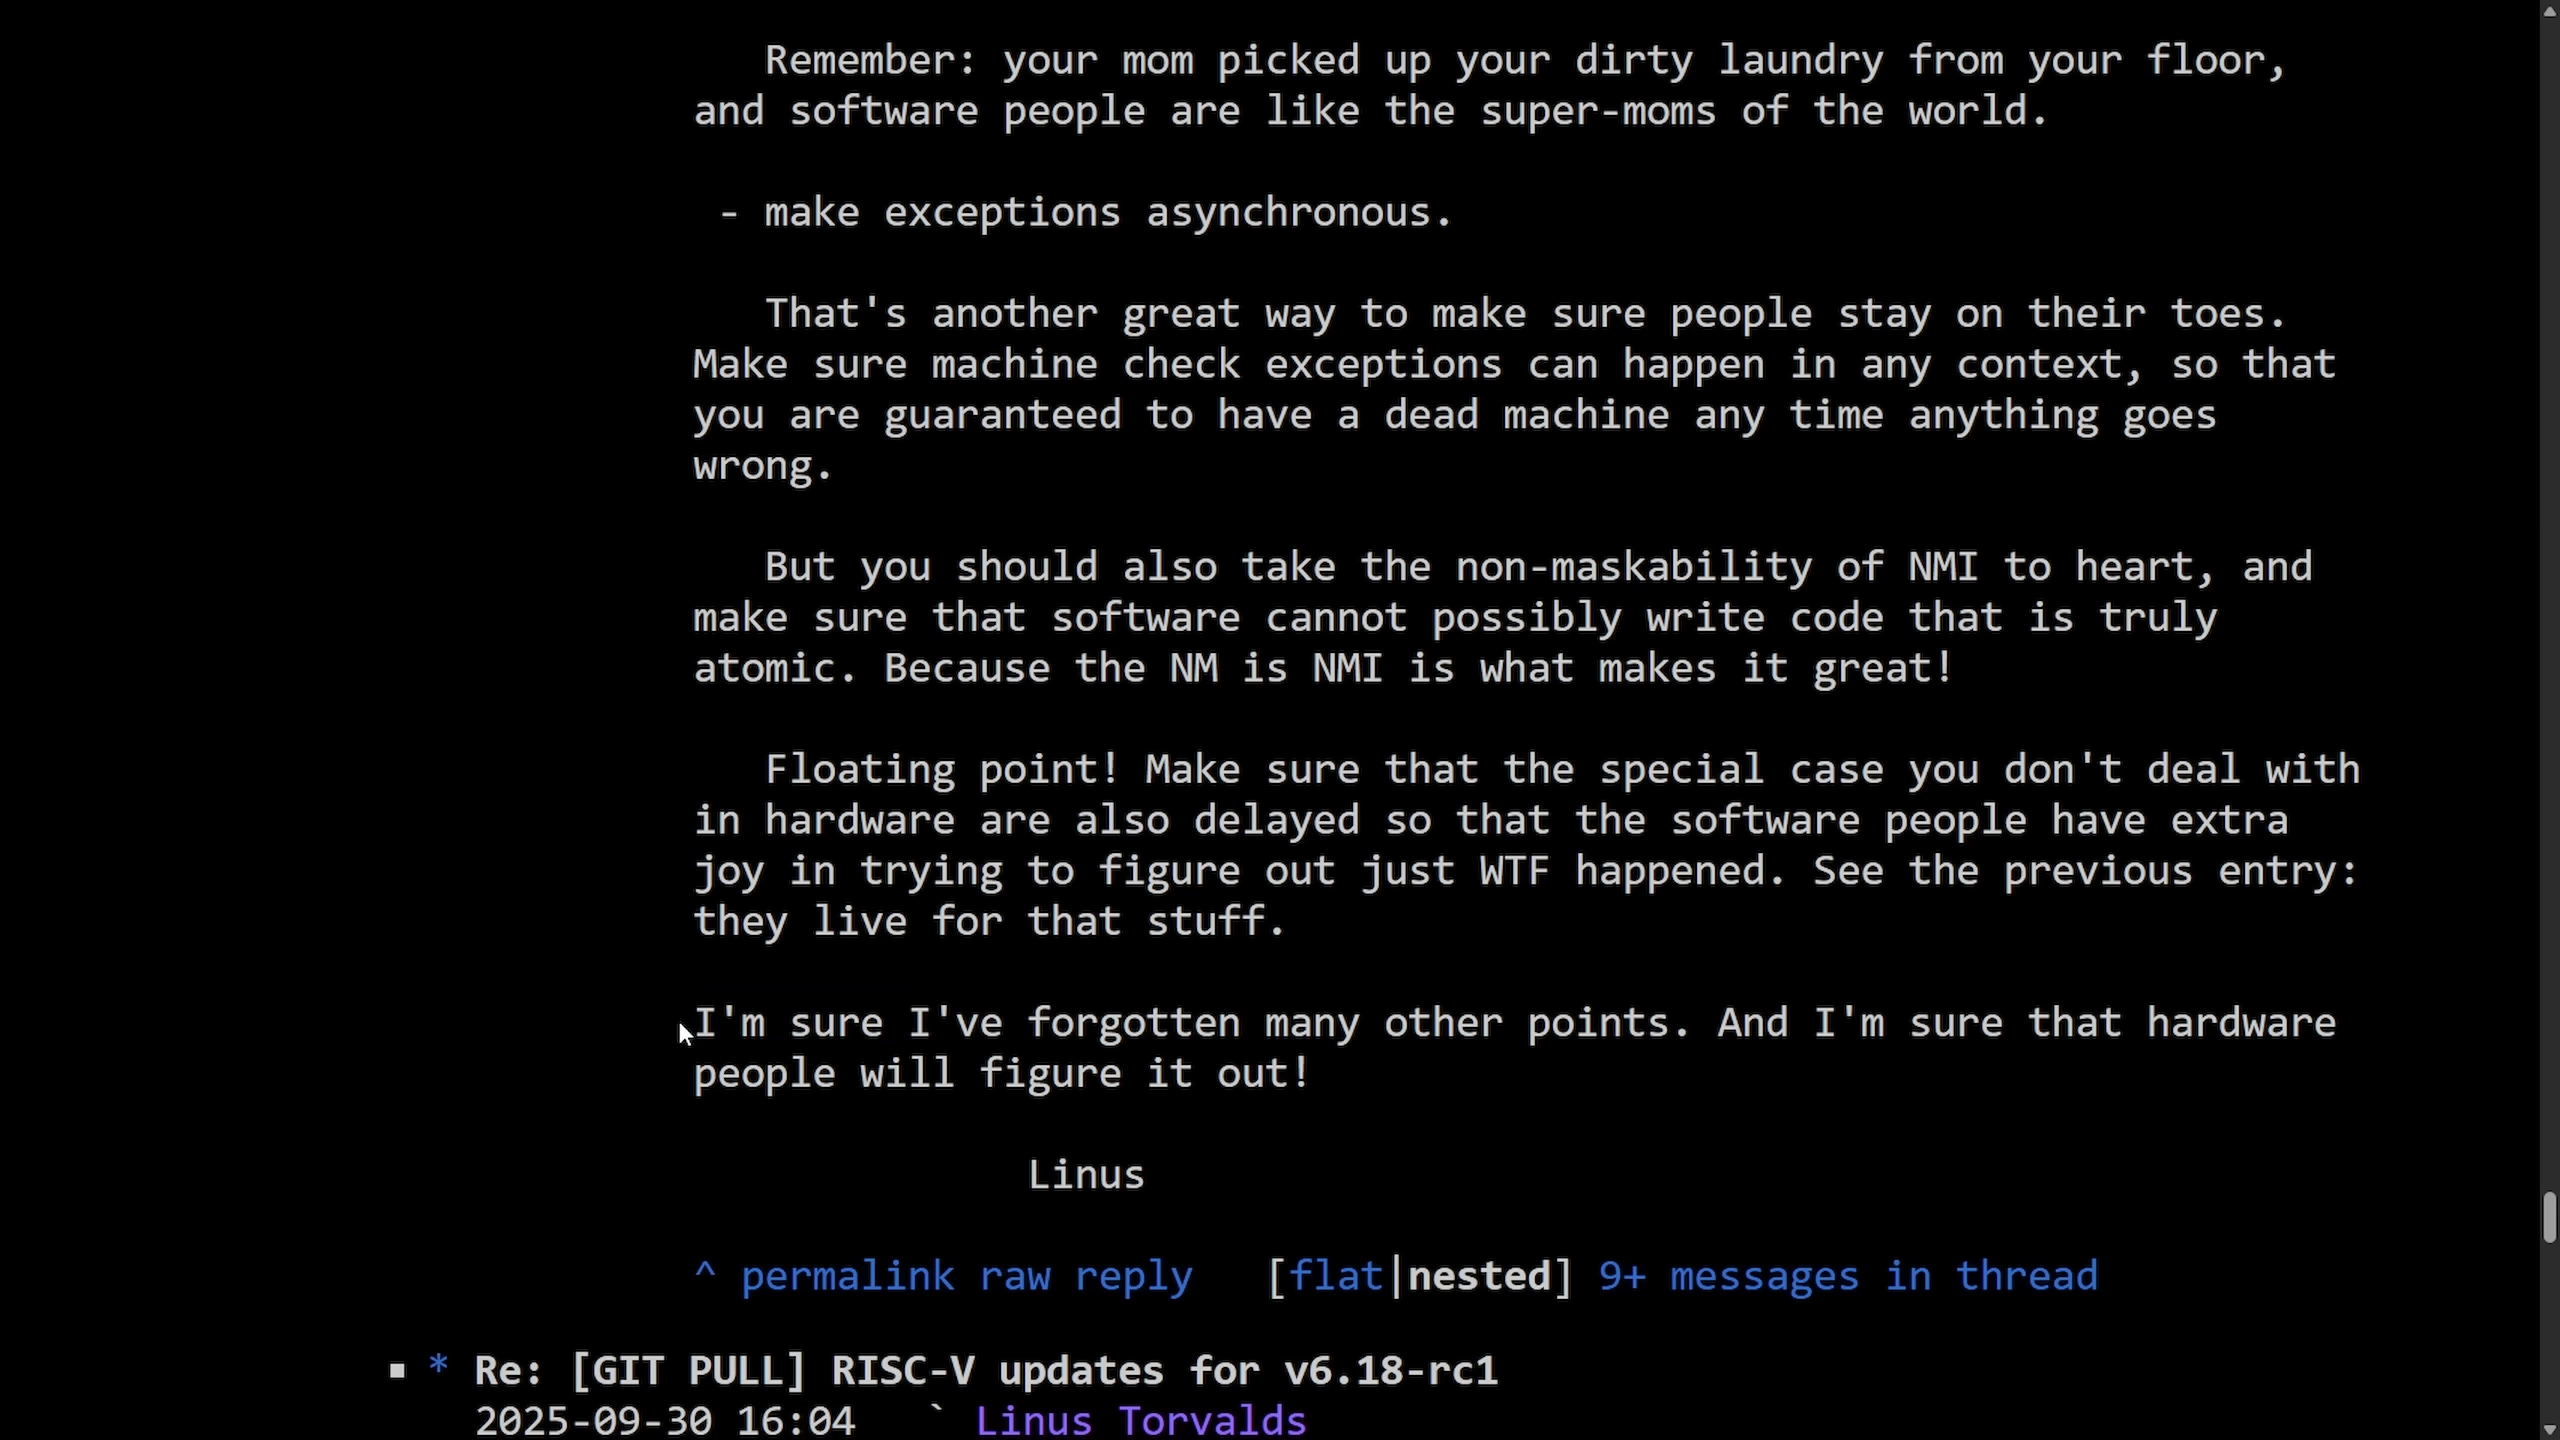 Remember: your mom picked up your dirty laundry from your floor,
and software people are like the super-moms of the world.
- make exceptions asynchronous.
That's another great way to make sure people stay on their toes.
Make sure machine check exceptions can happen in any context, so that
you are guaranteed to have a dead machine any time anything goes
wrong.
But you should also take the non-maskability of NMI to heart, and
make sure that software cannot possibly write code that is truly
atomic. Because the NM is NMI is what makes it great!
Floating point! Make sure that the special case you don't deal with
in hardware are also delayed so that the software people have extra
joy in trying to figure out just WTF happened. See the previous entry:
they live for that stuff.
I'm sure I've forgotten many other points. And I'm sure that hardware
people will figure it out!
Linus
^ permalink raw reply [flat|nested] 9+ messages in thread
* Re: [GIT PULL] RISC-V updates for v6.18-rc1
2025-09-30 16:04 ` Linus Torvalds